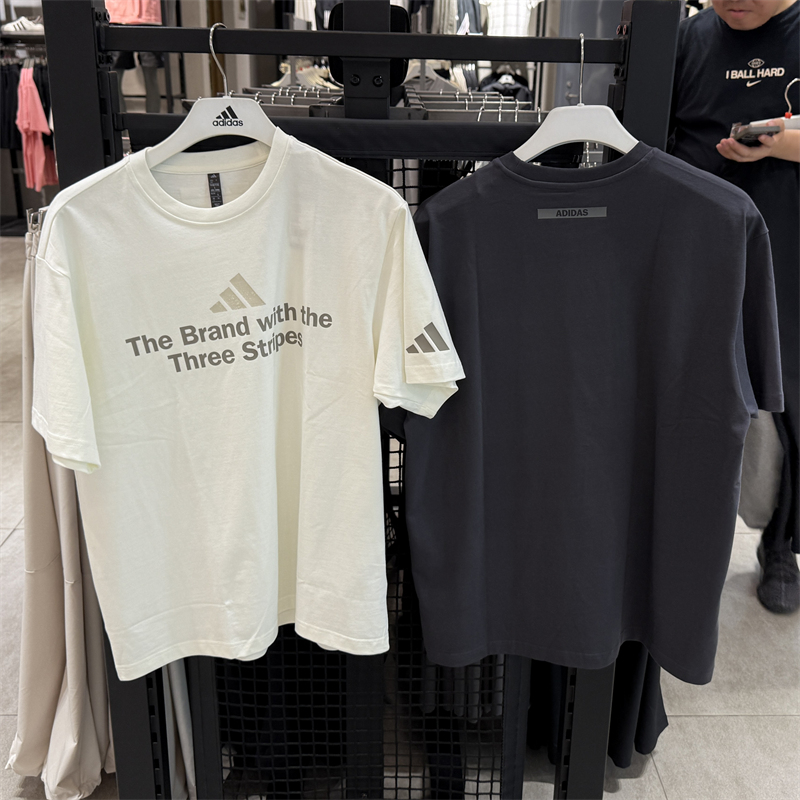 adidas
The Brand with the
Three Stripes
ADIDAS
I BALL HARD